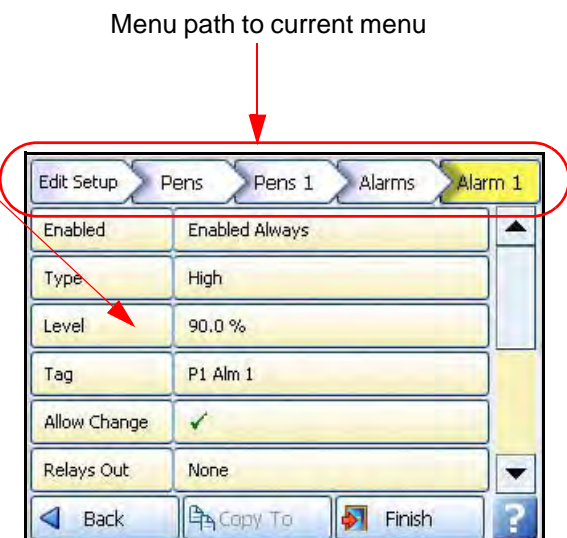 Menu path to current menu
Edit Setup Pens Pens 1 Alarms Alarm 1
Enabled Enabled Always
Type High
Level 90.0 %
Tag P1 Alm 1
Allow Change ✓
Relays Out None
Back Copy To Finish ?